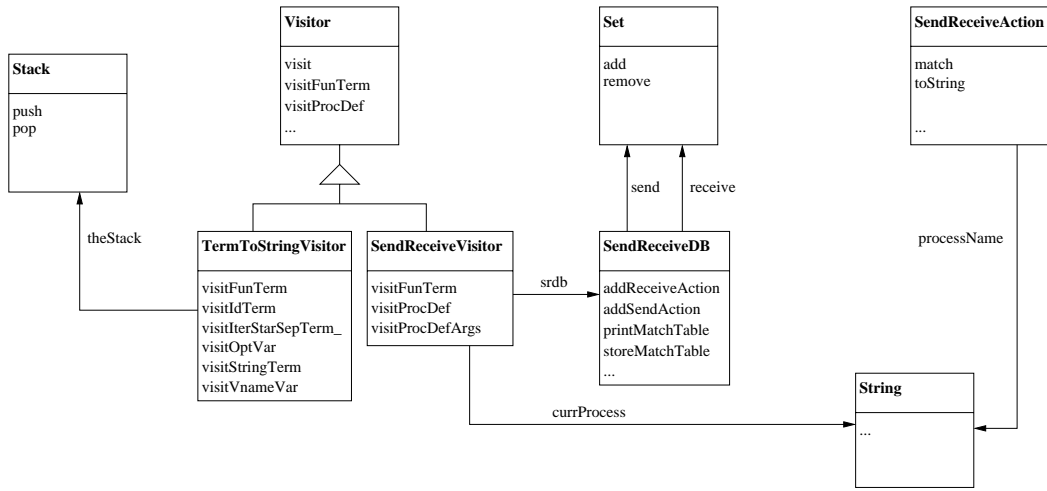 Visitor
visit
visitFunTerm
visitProcDef
...
Set
add
remove
SendReceiveAction
match
toString
...
Stack
push
pop
theStack
send
receive
processName
TermToStringVisitor
visitFunTerm
visitIdTerm
visitIterStarSepTerm_
visitOptVar
visitStringTerm
visitVnameVar
SendReceiveVisitor
visitFunTerm
visitProcDef
visitProcDefArgs
srdb
SendReceiveDB
addReceiveAction
addSendAction
printMatchTable
storeMatchTable
...
currProcess
String
...